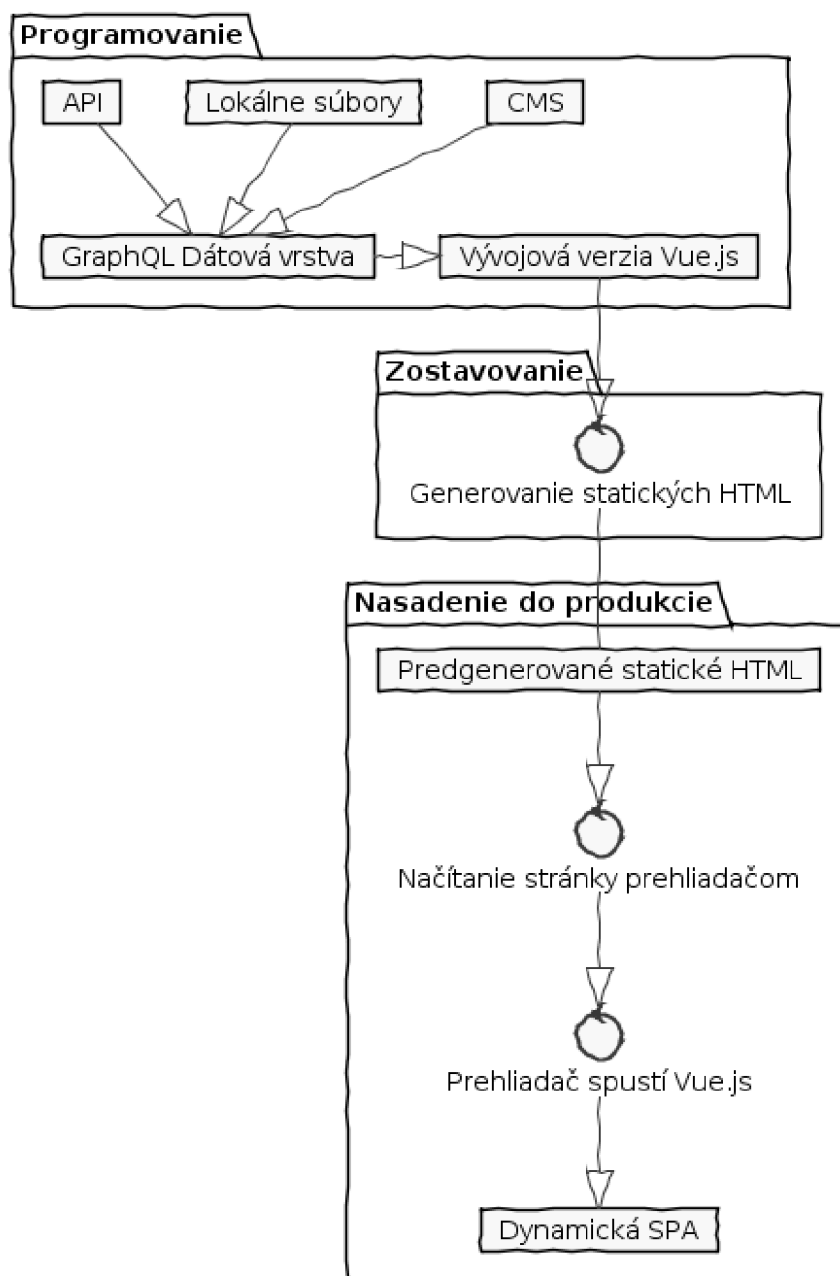 Programovanie
API
Lokálne súbory
CMS
GraphQL Dátová vrstva
Vývojová verzia Vue.js
Zostavovanie
Generovanie statických HTML
Nasadenie do produkcie
Predgenerované statické HTML
Načítanie stránky prehliadačom
Prehliadač spustí Vue.js
Dynamická SPA